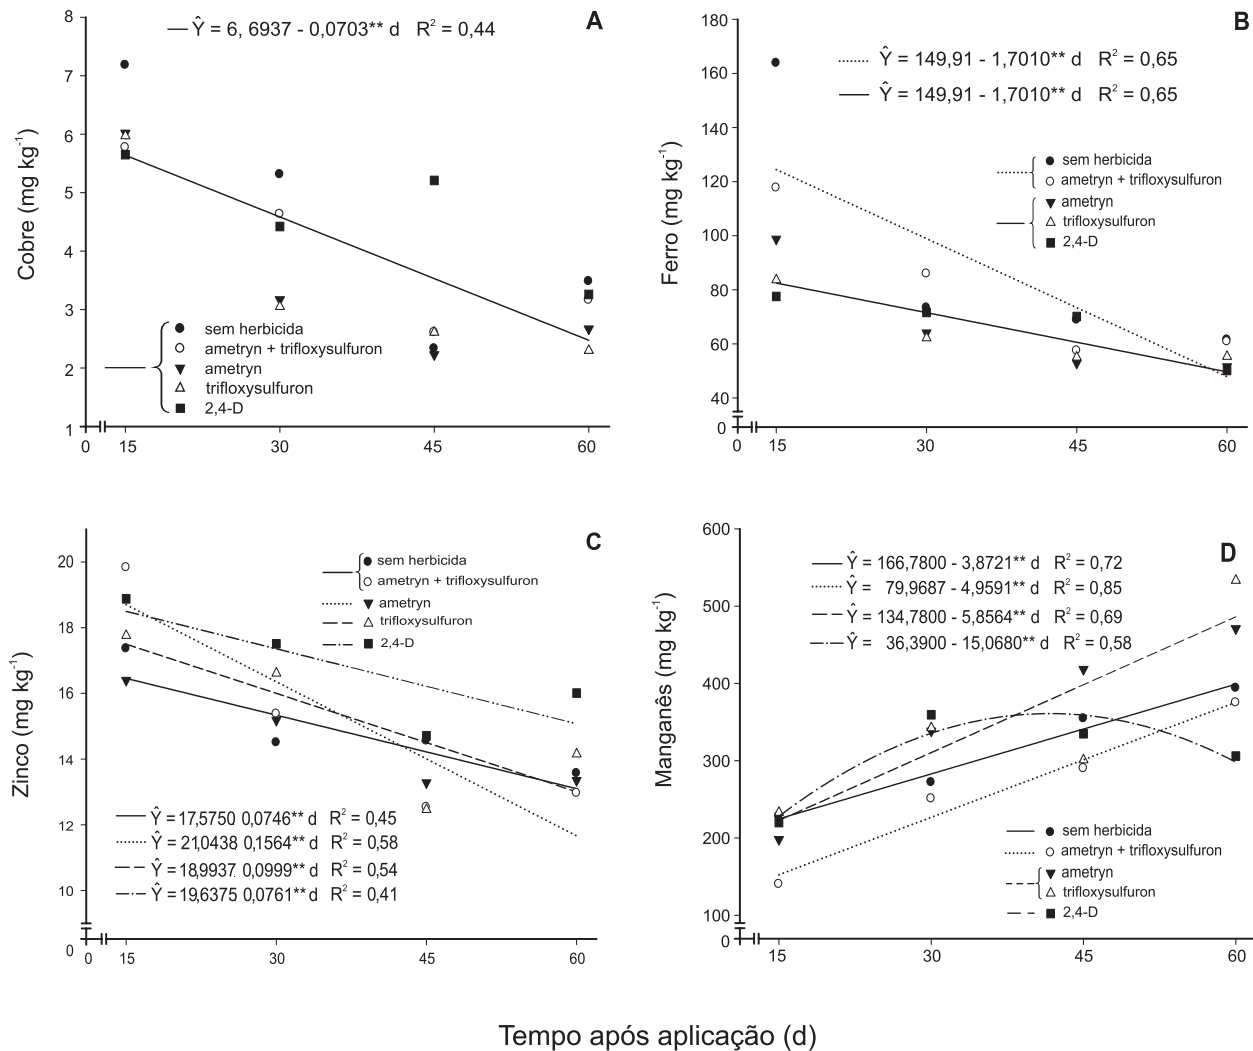 A
Ŷ = 6, 6937 - 0,0703** d R² = 0,44
Cobre (mg kg⁻¹)
8
7
6
5
4
3
2
1
sem herbicida
ametryn + trifloxysulfuron
ametryn
trifloxysulfuron
2,4-D
0 15 30 45 60
B
Ŷ = 149,91 - 1,7010** d R² = 0,65
Ŷ = 149,91 - 1,7010** d R² = 0,65
Ferro (mg kg⁻¹)
180
160
140
120
100
80
60
40
0
sem herbicida
ametryn + trifloxysulfuron
ametryn
trifloxysulfuron
2,4-D
0 15 30 45 60
C
Zinco (mg kg⁻¹)
20
18
16
14
12
10
0
sem herbicida
ametryn + trifloxysulfuron
ametryn
trifloxysulfuron
2,4-D
Ŷ = 17,5750 0,0746** d R² = 0,45
Ŷ = 21,0438 0,1564** d R² = 0,58
Ŷ = 18,9937 0,0999** d R² = 0,54
Ŷ = 19,6375 0,0761** d R² = 0,41
0 15 30 45 60
D
Ŷ = 166,7800 - 3,8721** d R² = 0,72
Ŷ = 79,9687 - 4,9591** d R² = 0,85
Ŷ = 134,7800 - 5,8564** d R² = 0,69
Ŷ = 36,3900 - 15,0680** d R² = 0,58
Manganês (mg kg⁻¹)
600
500
400
300
200
100
0
sem herbicida
ametryn + trifloxysulfuron
ametryn
trifloxysulfuron
2,4-D
15 30 45 60
Tempo após aplicação (d)